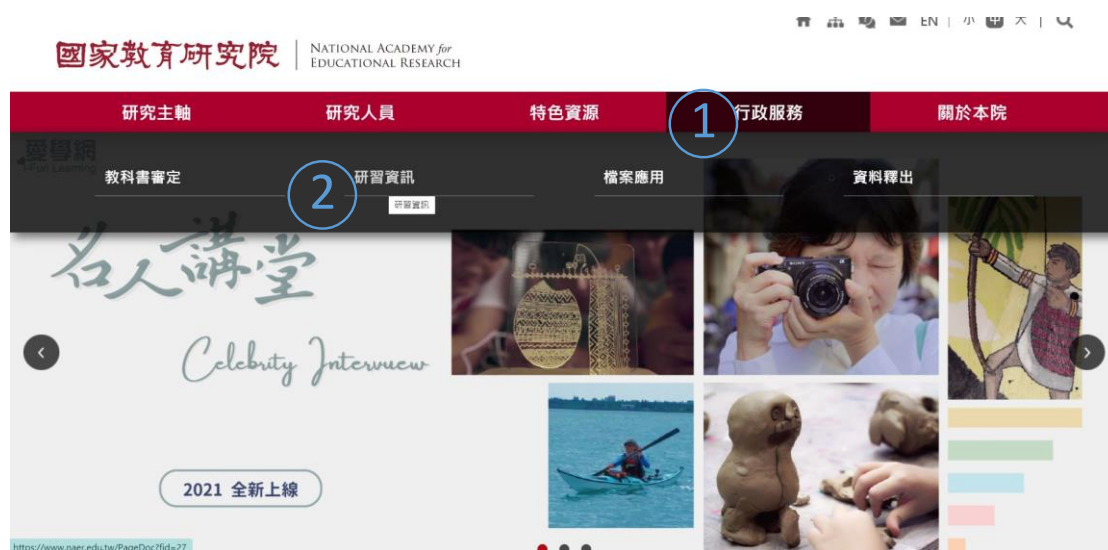 EN | 小 中 大 |
國家教育研究院 NATIONAL ACADEMY for
EDUCATIONAL RESEARCH
研究主軸 研究人員 特色資源 1 行政服務 關於本院
愛學網
Fun Learning
教科書審定 2 研習資訊 檔案應用 資料釋出
研習資訊
名人講堂
Celebrity Interview
2021 全新上線
https://www.naer.edu.tw/PageDoc?fid=27